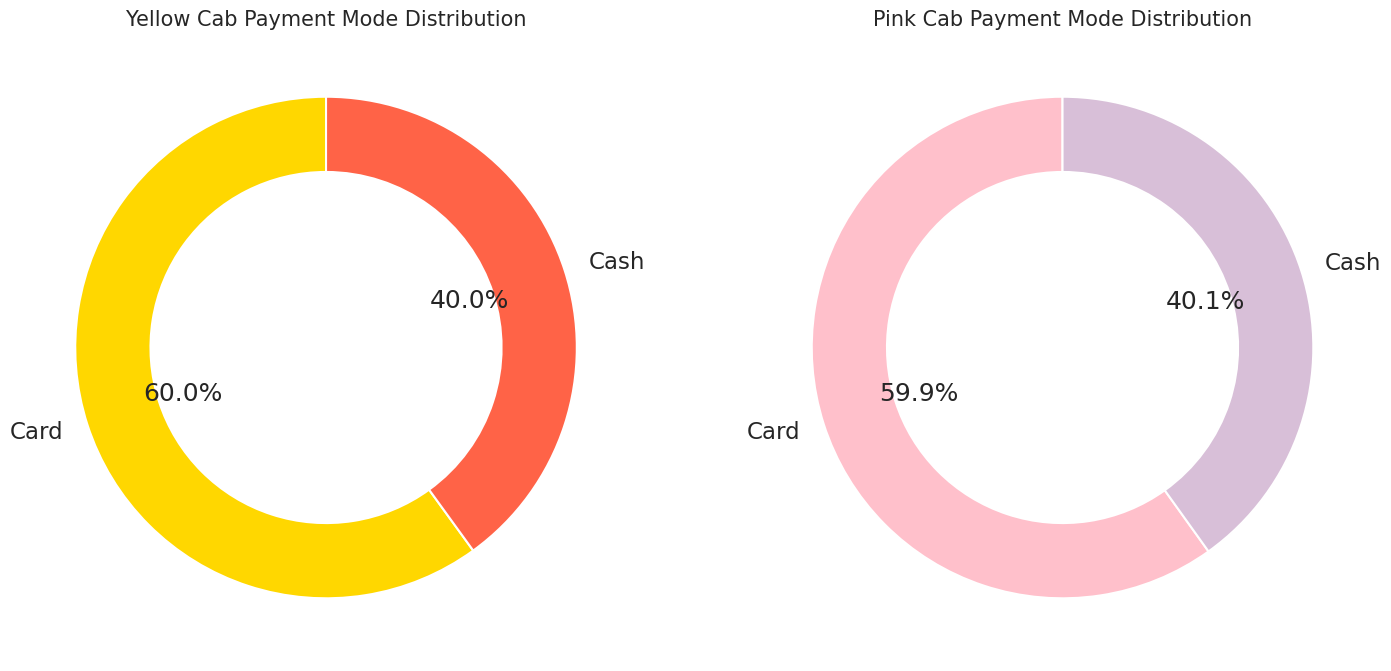 Yellow Cab Payment Mode Distribution
Cash
40.0%
60.0%
Card
Pink Cab Payment Mode Distribution
Cash
40.1%
59.9%
Card